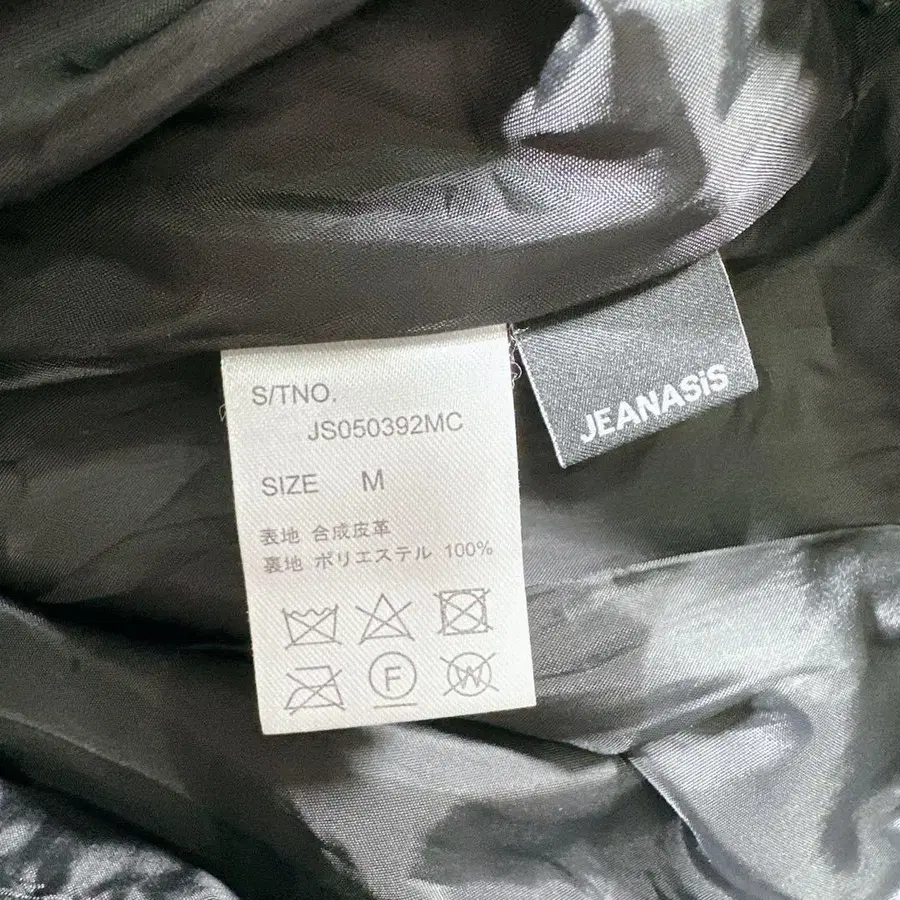 S/TNO.
JS050392MC
SIZE M
表地 合成皮革
裏地 ポリエステル 100%
F
W
JEANASiS